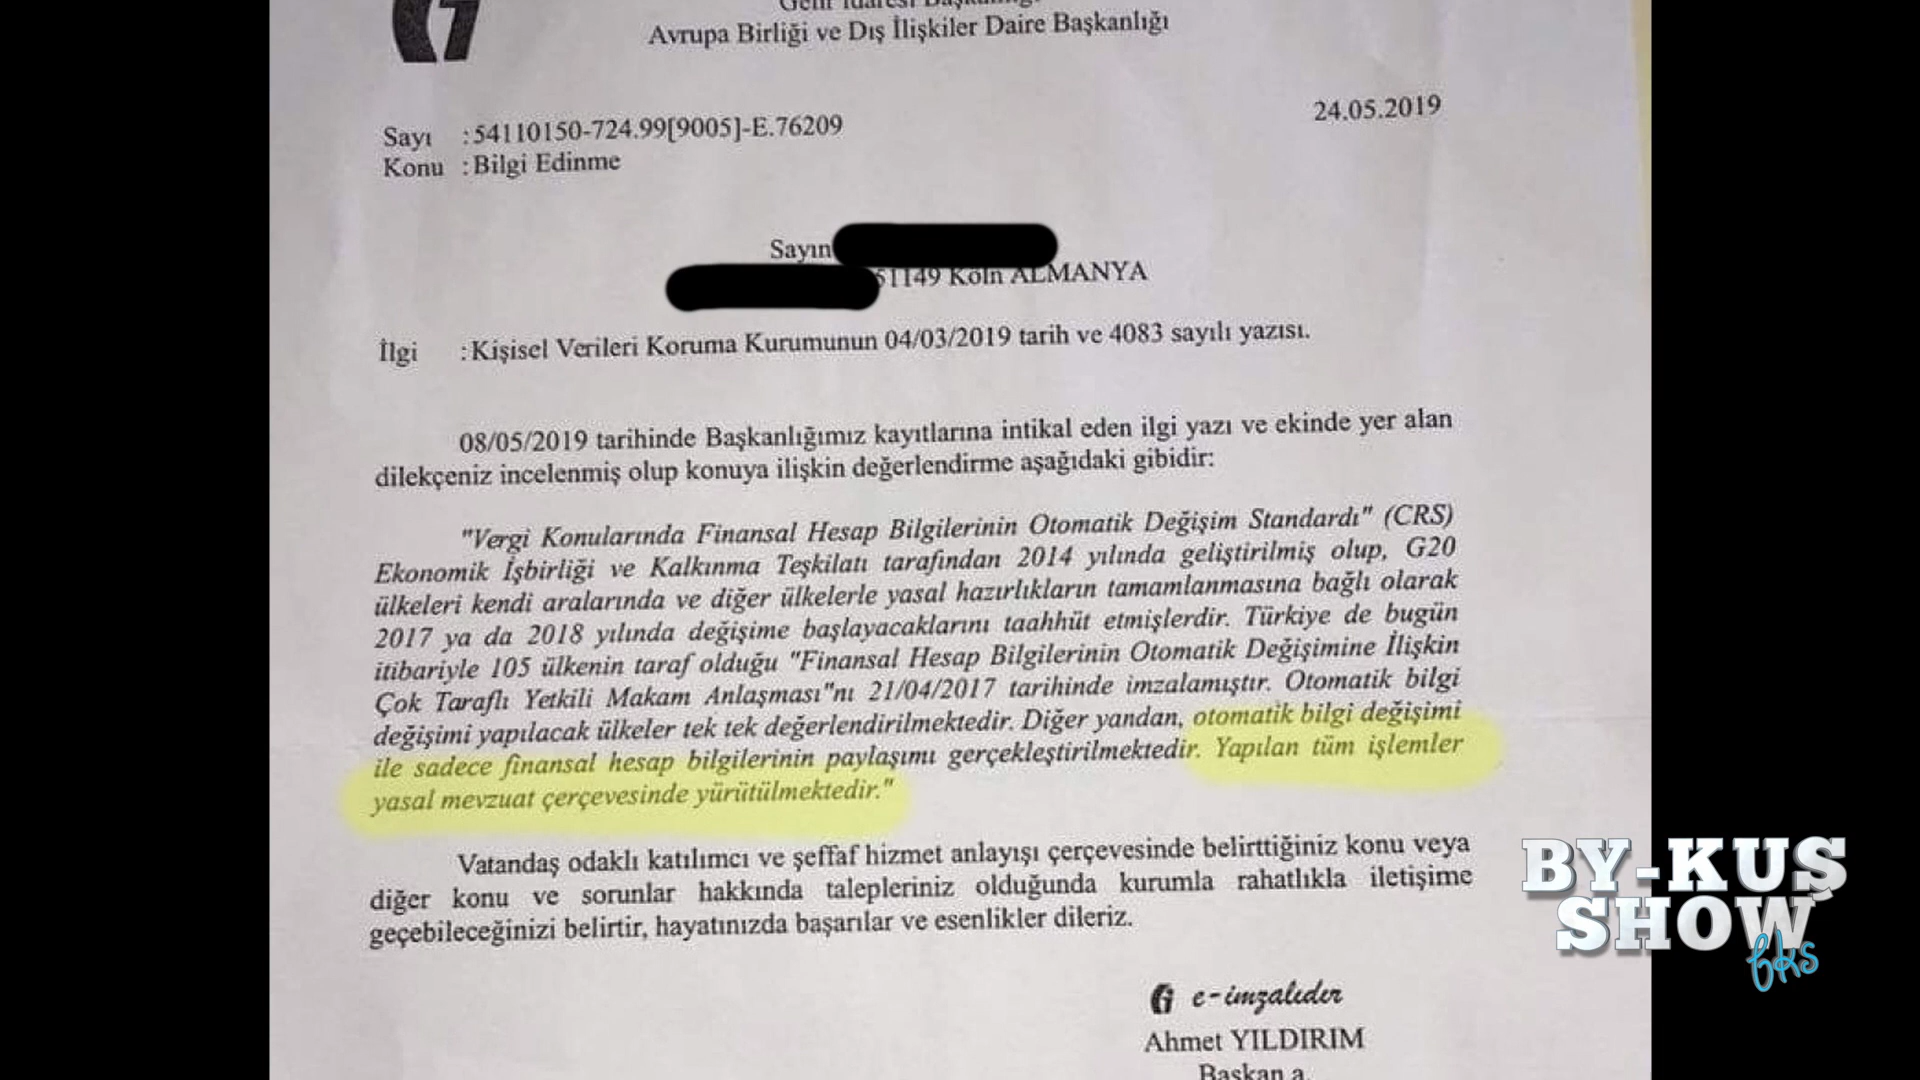 Gelir İdaresi Başkanlığı
Avrupa Birliği ve Dış İlişkiler Daire Başkanlığı
24.05.2019
Sayı :54110150-724.99[9005]-E.76209
Konu :Bilgi Edinme
Sayın
51149 Köln ALMANYA
İlgi :Kişisel Verileri Koruma Kurumunun 04/03/2019 tarih ve 4083 sayılı yazısı.
08/05/2019 tarihinde Başkanlığımız kayıtlarına intikal eden ilgi yazı ve ekinde yer alan
dilekçeniz incelenmiş olup konuya ilişkin değerlendirme aşağıdaki gibidir:
"Vergi Konularında Finansal Hesap Bilgilerinin Otomatik Değişim Standardı" (CRS)
Ekonomik İşbirliği ve Kalkınma Teşkilatı tarafından 2014 yılında geliştirilmiş olup, G20
ülkeleri kendi aralarında ve diğer ülkelerle yasal hazırlıkların tamamlanmasına bağlı olarak
2017 ya da 2018 yılında değişime başlayacaklarını taahhüt etmişlerdir. Türkiye de bugün
itibariyle 105 ülkenin taraf olduğu "Finansal Hesap Bilgilerinin Otomatik Değişimine İlişkin
Çok Taraflı Yetkili Makam Anlaşması"nı 21/04/2017 tarihinde imzalamıştır. Otomatik bilgi
değişimi yapılacak ülkeler tek tek değerlendirilmektedir. Diğer yandan, otomatik bilgi değişimi
ile sadece finansal hesap bilgilerinin paylaşımı gerçekleştirilmektedir. Yapılan tüm işlemler
yasal mevzuat çerçevesinde yürütülmektedir."
Vatandaş odaklı katılımcı ve şeffaf hizmet anlayışı çerçevesinde belirttiğiniz konu veya
diğer konu ve sorunlar hakkında talepleriniz olduğunda kurumla rahatlıkla iletişime
geçebileceğinizi belirtir, hayatınızda başarılar ve esenlikler dileriz.
e-imzalıdır
Ahmet YILDIRIM
Başkan a.
BY-KUŞ
SHOW
bks